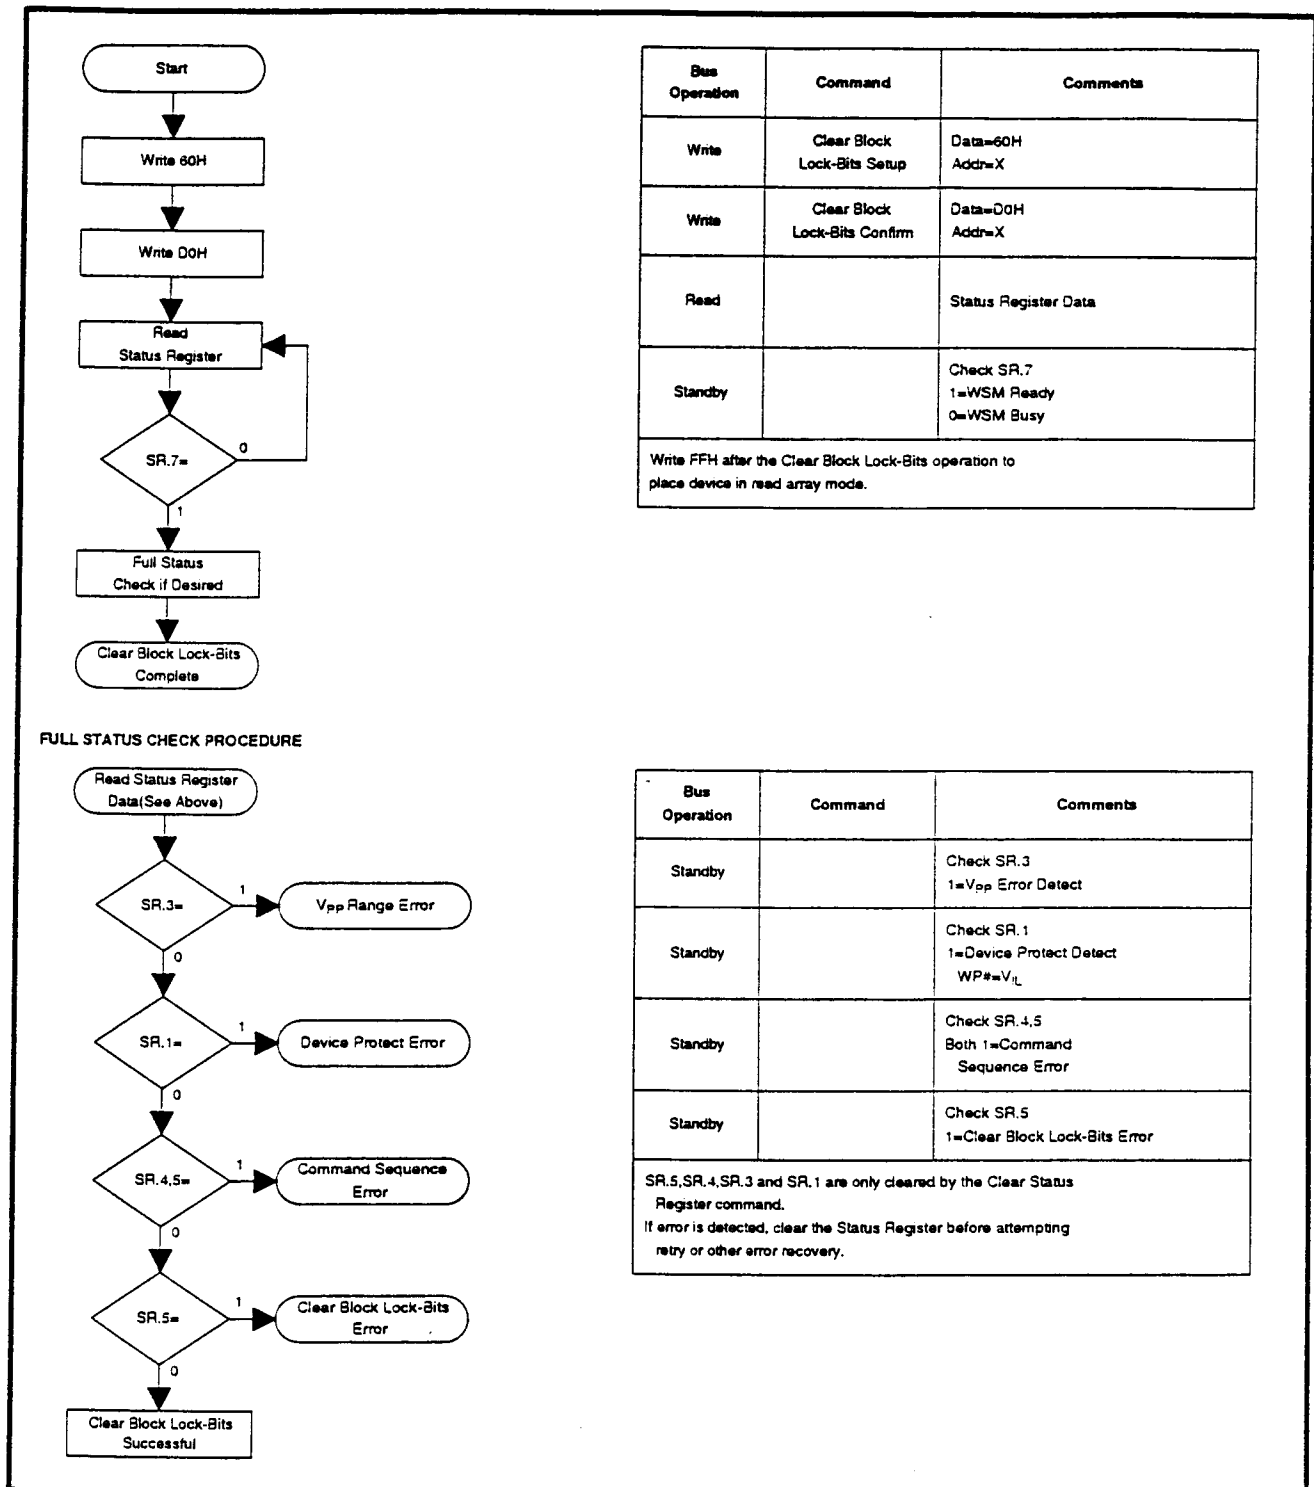 Start
Write 60H
Write D0H
Read
Status Register
SR.7=
0
1
Full Status
Check if Desired
Clear Block Lock-Bits
Complete
Bus
Operation
Command
Comments
Write
Clear Block
Lock-Bits Setup
Data=60H
Addr=X
Write
Clear Block
Lock-Bits Confirm
Data=D0H
Addr=X
Read
Status Register Data
Standby
Check SR.7
1=WSM Ready
0=WSM Busy
Write FFH after the Clear Block Lock-Bits operation to
place device in read array mode.
FULL STATUS CHECK PROCEDURE
Read Status Register
Data(See Above)
SR.3=
1
VPP Range Error
0
SR.1=
1
Device Protect Error
0
SR.4,5=
1
Command Sequence
Error
0
SR.5=
1
Clear Block Lock-Bits
Error
0
Clear Block Lock-Bits
Successful
Bus
Operation
Command
Comments
Standby
Check SR.3
1=VPP Error Detect
Standby
Check SR.1
1=Device Protect Detect
WP#=VIL
Standby
Check SR.4,5
Both 1=Command
Sequence Error
Standby
Check SR.5
1=Clear Block Lock-Bits Error
SR.5,SR.4,SR.3 and SR.1 are only cleared by the Clear Status
Register command.
If error is detected, clear the Status Register before attempting
retry or other error recovery.